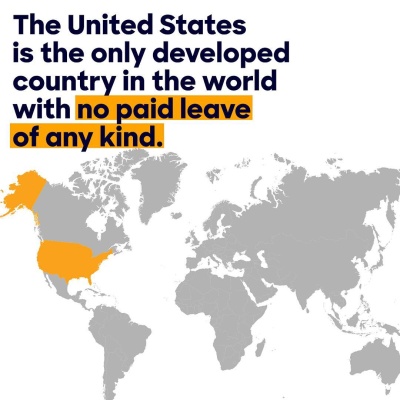 The United States
is the only developed
country in the world
with no paid leave
of any kind.